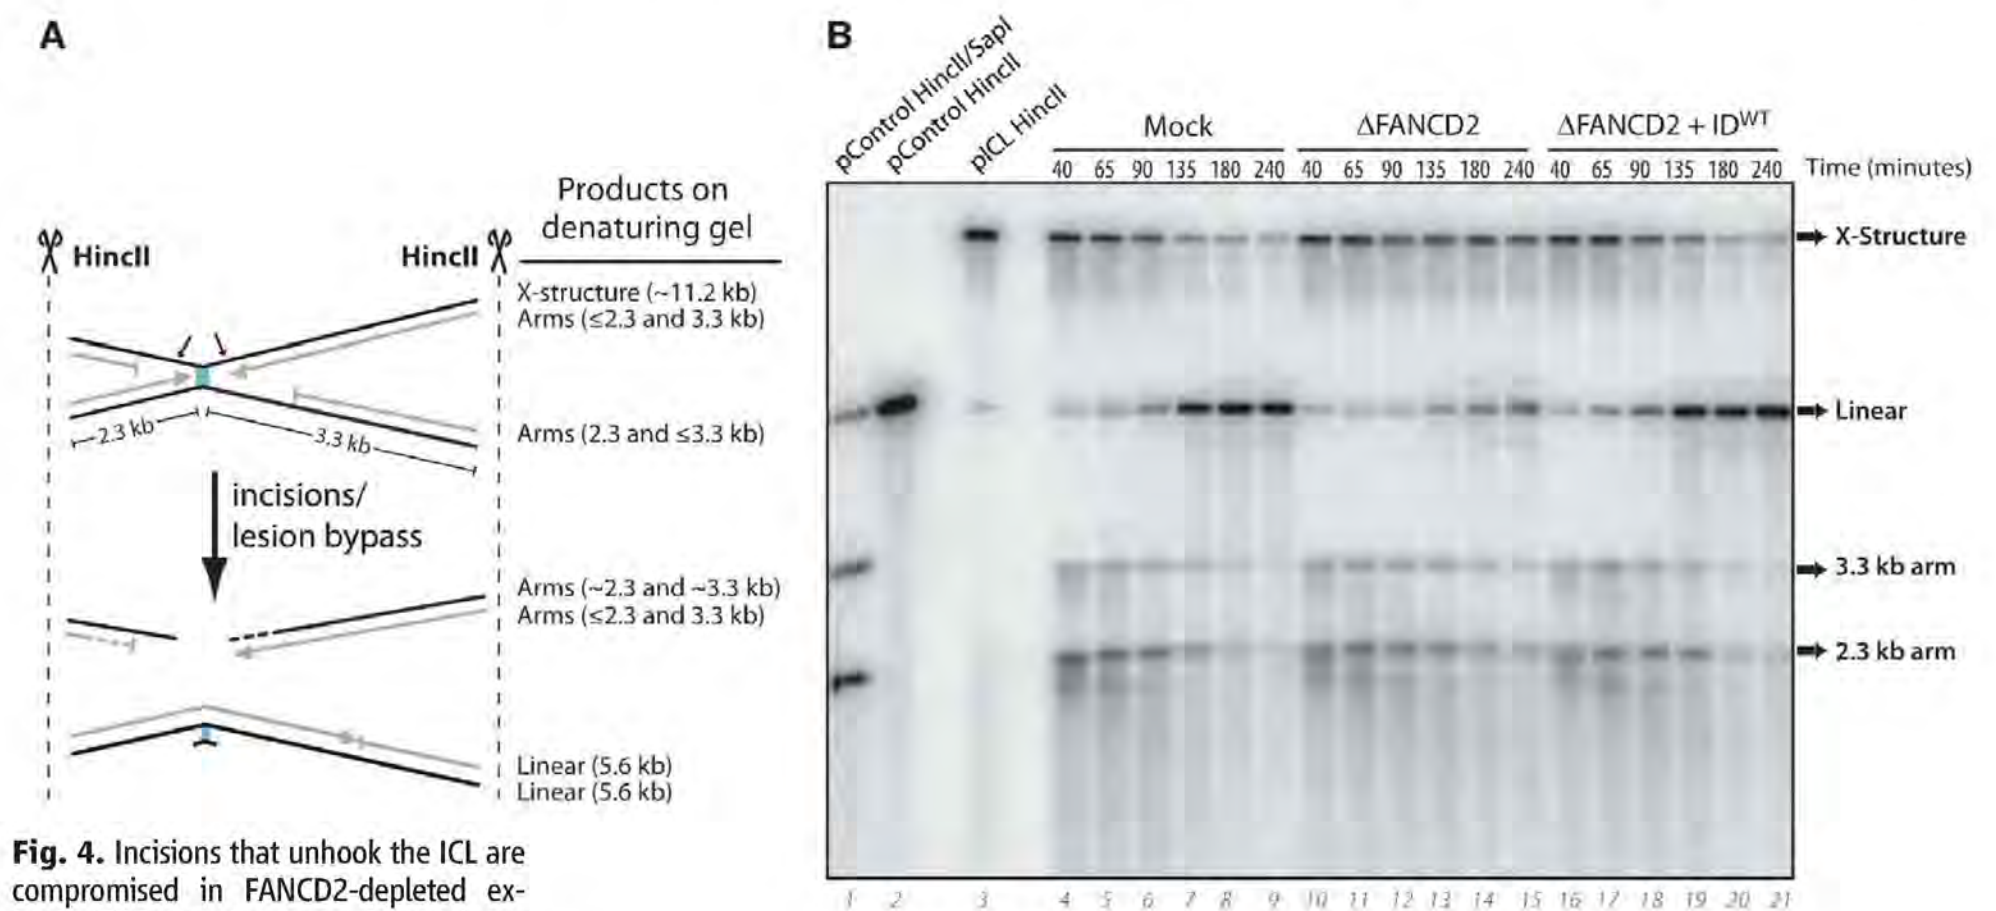 A
HincII
HincII
Products on
denaturing gel
X-structure (~11.2 kb)
Arms (≤2.3 and 3.3 kb)
2.3 kb
3.3 kb
Arms (2.3 and ≤3.3 kb)
incisions/
lesion bypass
Arms (~2.3 and ~3.3 kb)
Arms (≤2.3 and 3.3 kb)
Linear (5.6 kb)
Linear (5.6 kb)
Fig. 4. Incisions that unhook the ICL are
compromised in FANCD2-depleted ex-
B
pControl HincII/SapI
pControl HincII
pICL HincII
Mock
ΔFANCD2
ΔFANCD2 + IDᵂᵀ
40 65 90 135 180 240 40 65 90 135 180 240 40 65 90 135 180 240 Time (minutes)
X-Structure
Linear
3.3 kb arm
2.3 kb arm
1 2 3 4 5 6 7 8 9 10 11 12 13 14 15 16 17 18 19 20 21